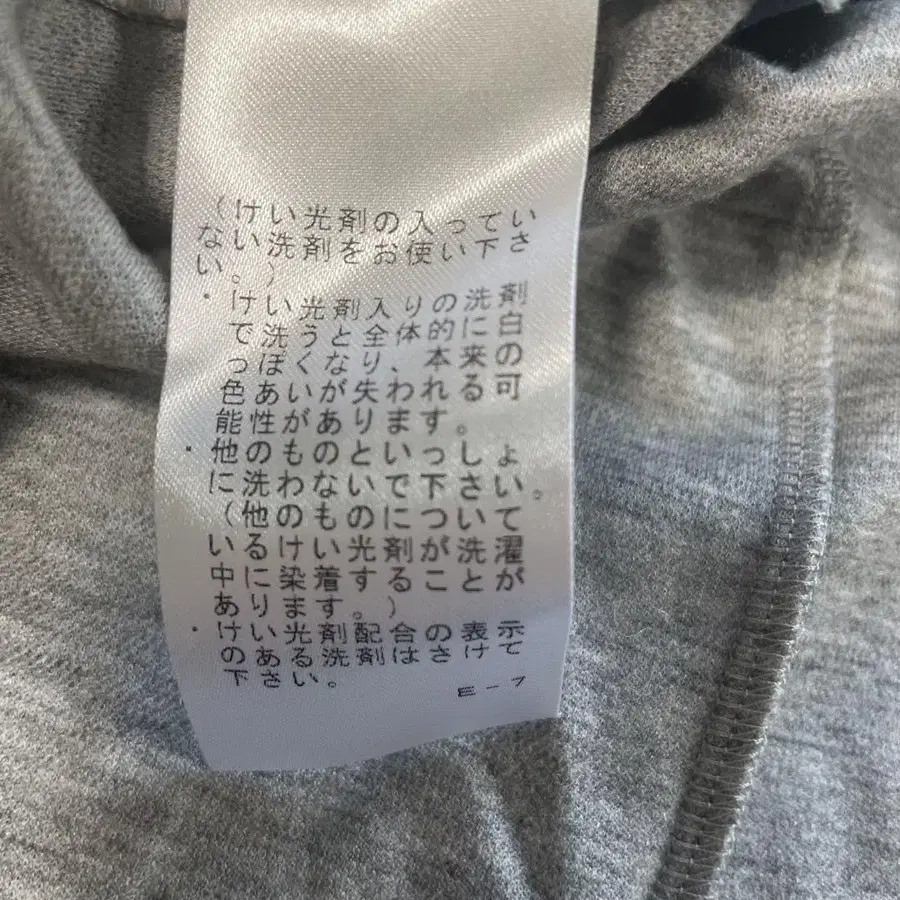 （けい光剤の入ってい
ない洗剤をお使い下さ
い。）
・けい光剤入りの洗剤
で洗うと全体的に白
っぽくなり、本来の
色あいが失われる可
能性があります。
・他のものといっしょ
に洗わないで下さい。
（他のものについて
いるけい光剤が洗濯
中に染着することが
あります。）
・けい光剤配合の表示
のある洗剤はさけて
下さい。
E－7